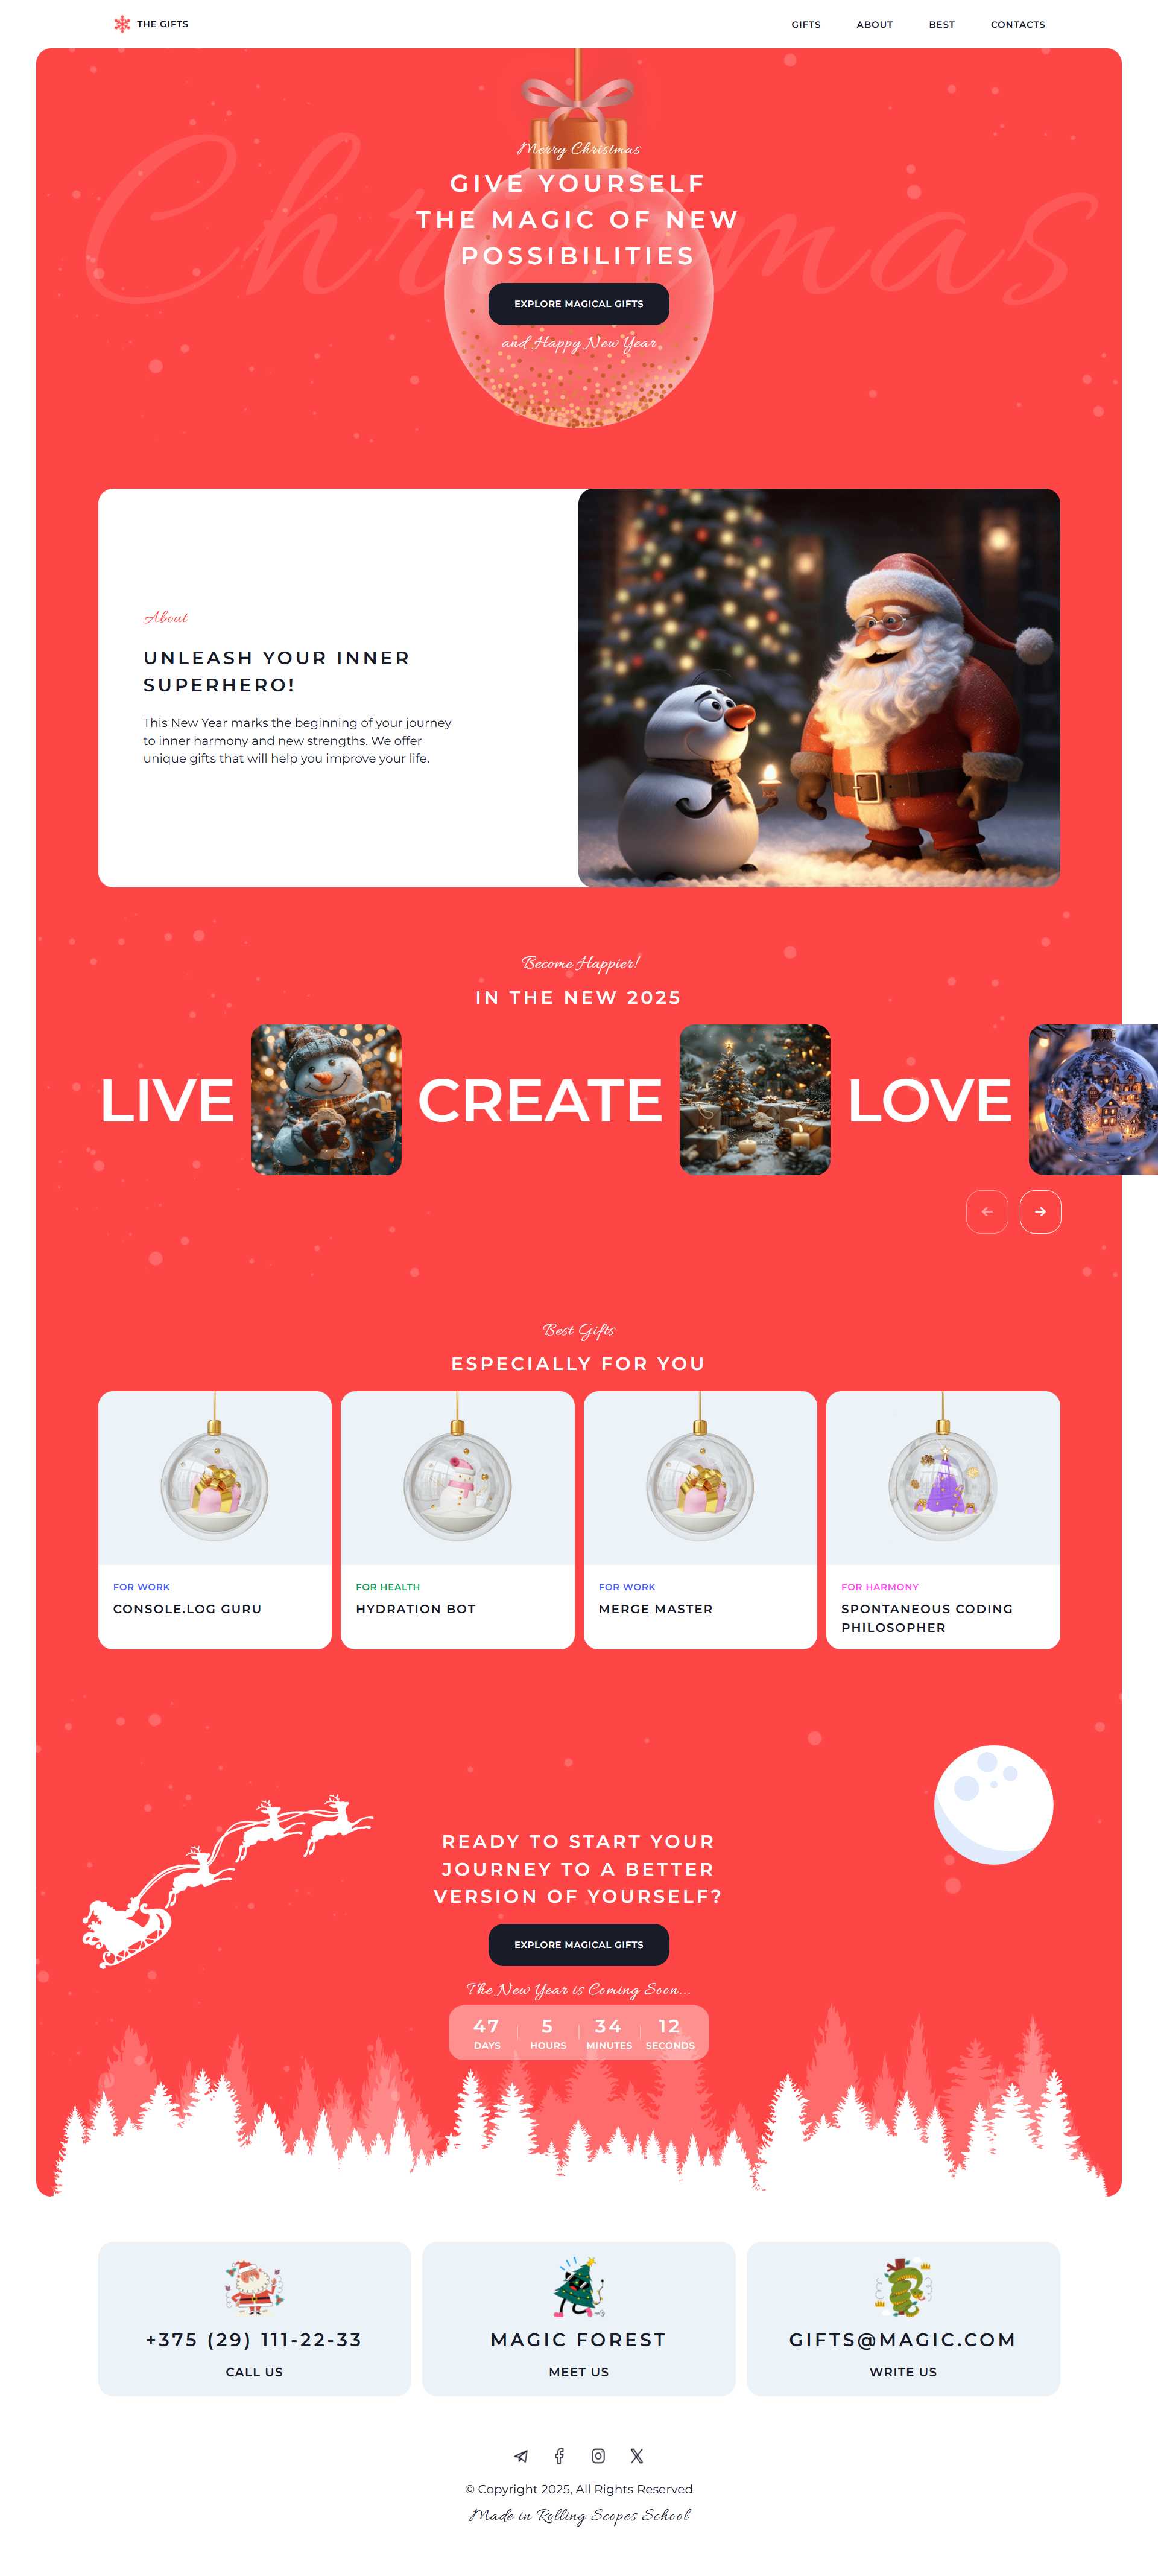 THE GIFTS
GIFTS ABOUT BEST CONTACTS
Christmas
Merry Christmas
GIVE YOURSELF
THE MAGIC OF NEW
POSSIBILITIES
EXPLORE MAGICAL GIFTS
and Happy New Year
About
UNLEASH YOUR INNER
SUPERHERO!
This New Year marks the beginning of your journey
to inner harmony and new strengths. We offer
unique gifts that will help you improve your life.
Become Happier!
IN THE NEW 2025
LIVE CREATE LOVE
Best Gifts
ESPECIALLY FOR YOU
FOR WORK
CONSOLE.LOG GURU
FOR HEALTH
HYDRATION BOT
FOR WORK
MERGE MASTER
FOR HARMONY
SPONTANEOUS CODING
PHILOSOPHER
READY TO START YOUR
JOURNEY TO A BETTER
VERSION OF YOURSELF?
EXPLORE MAGICAL GIFTS
The New Year is Coming Soon...
47 5 34 12
DAYS HOURS MINUTES SECONDS
+375 (29) 111-22-33
CALL US
MAGIC FOREST
MEET US
GIFTS@MAGIC.COM
WRITE US
© Copyright 2025, All Rights Reserved
Made in Rolling Scopes School